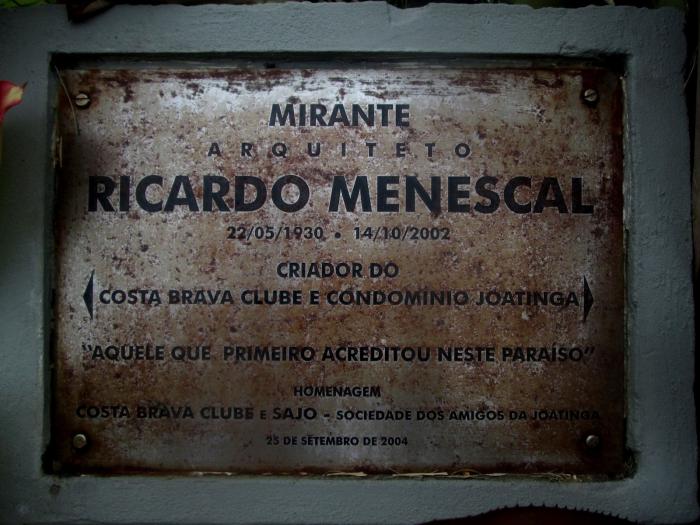 MIRANTE
ARQUITETO
RICARDO MENESCAL
22/05/1930 • 14/10/2002
CRIADOR DO
COSTA BRAVA CLUBE E CONDOMÍNIO JOATINGA
"AQUELE QUE PRIMEIRO ACREDITOU NESTE PARAÍSO"
HOMENAGEM
COSTA BRAVA CLUBE E SAJO - SOCIEDADE DOS AMIGOS DA JOATINGA
25 DE SETEMBRO DE 2004